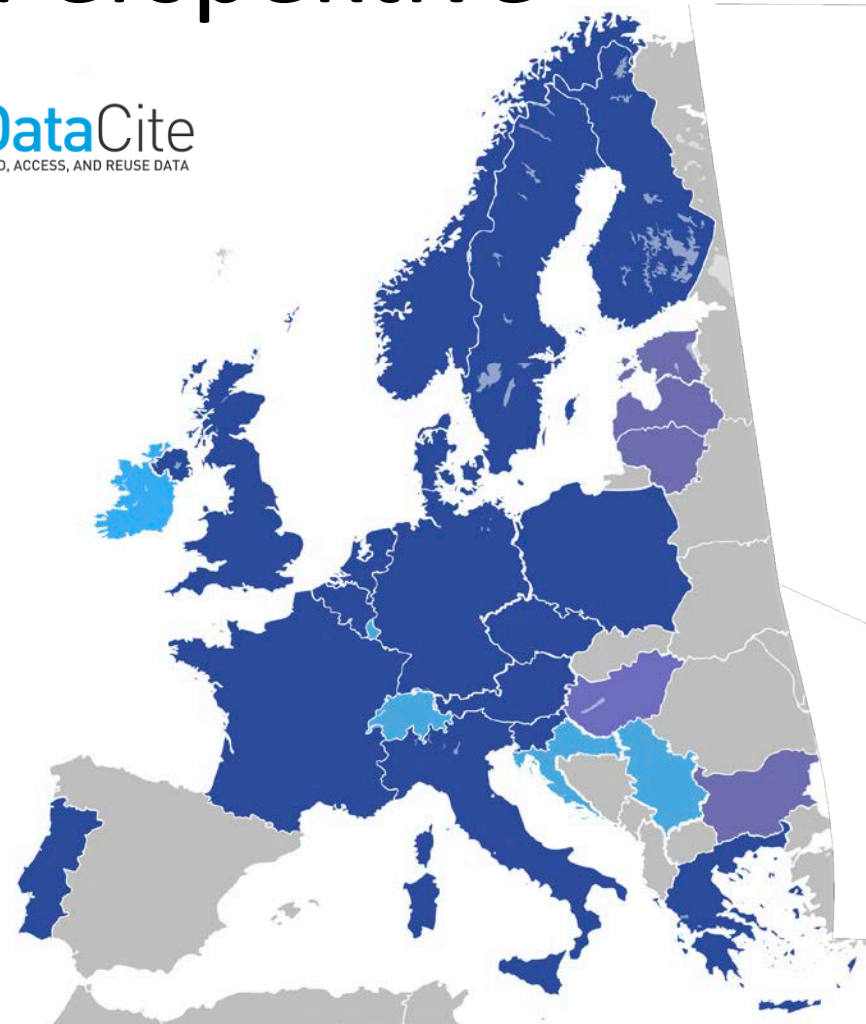 DataCite
D, ACCESS, AND REUSE DATA